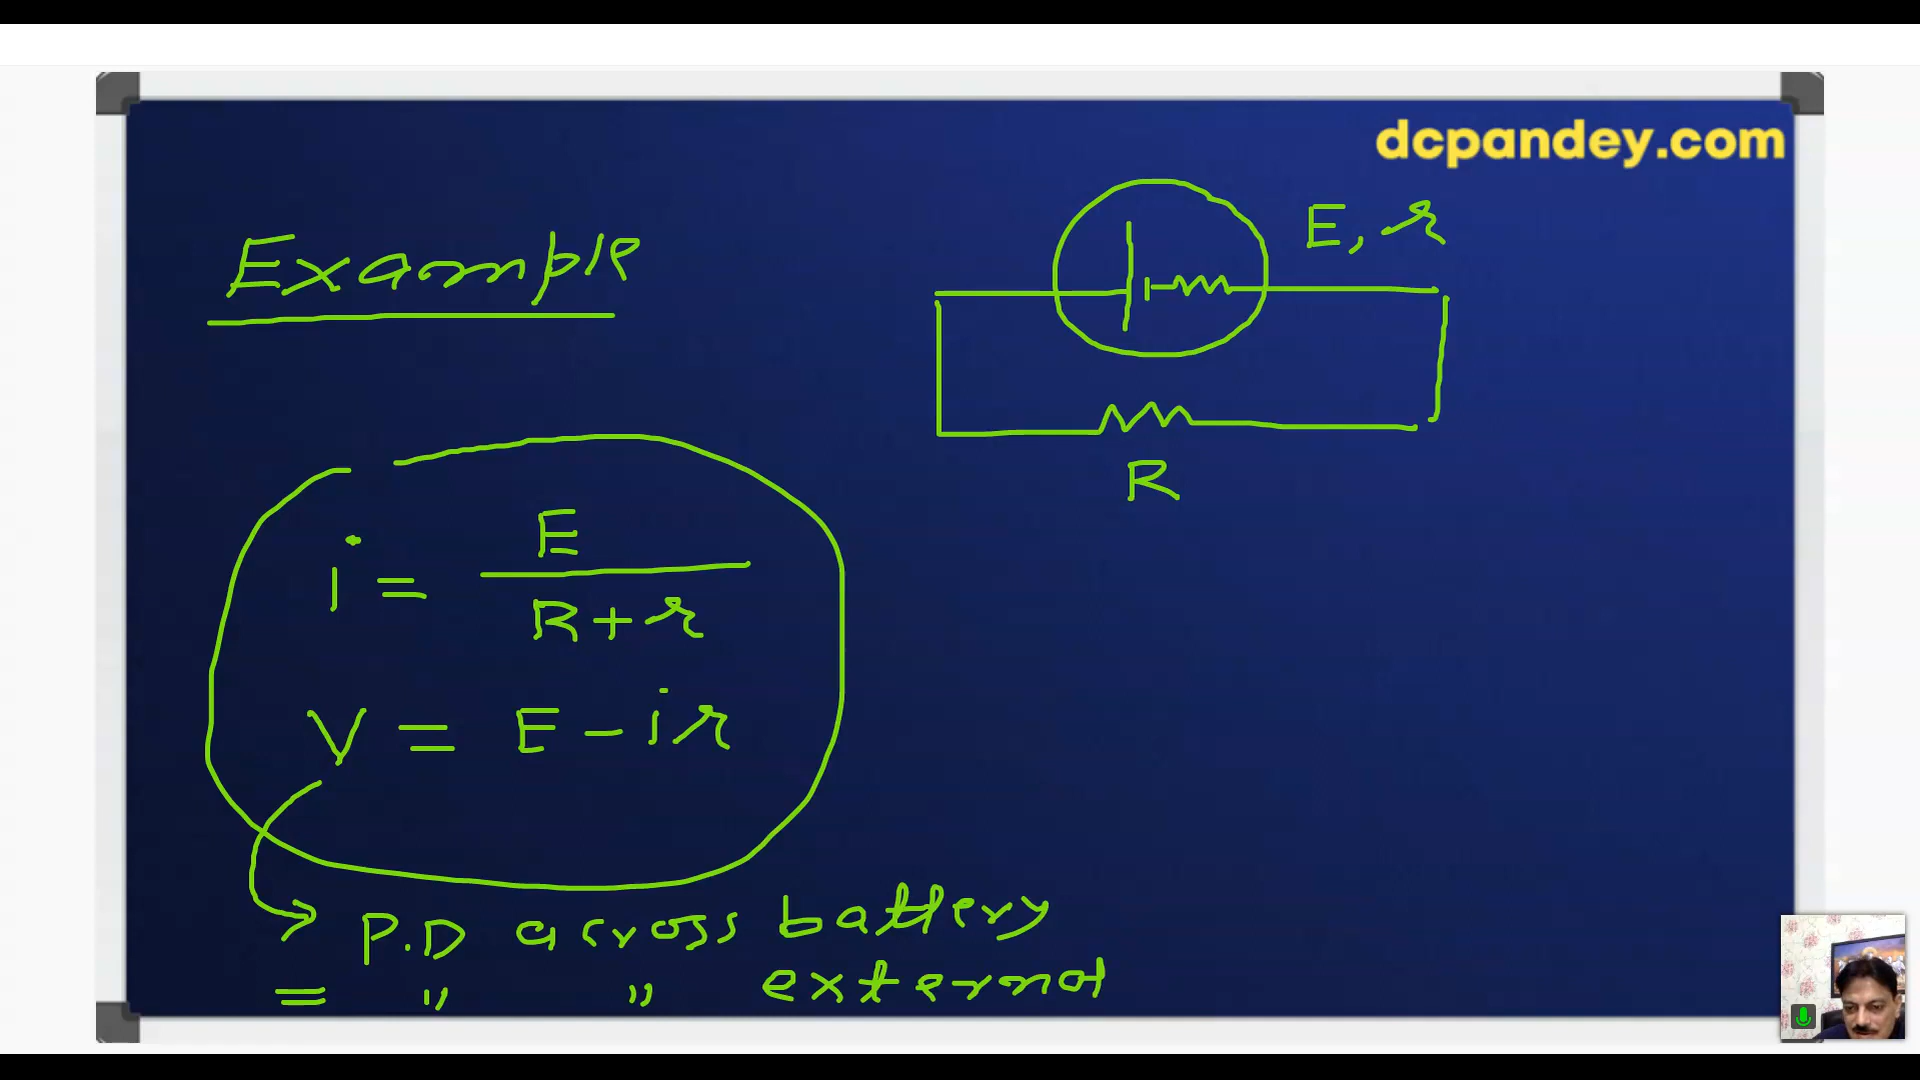 dcpandey.com
Example
E, r
R
i = E / R + r
V = E - ir
P.D across battery
= " " external